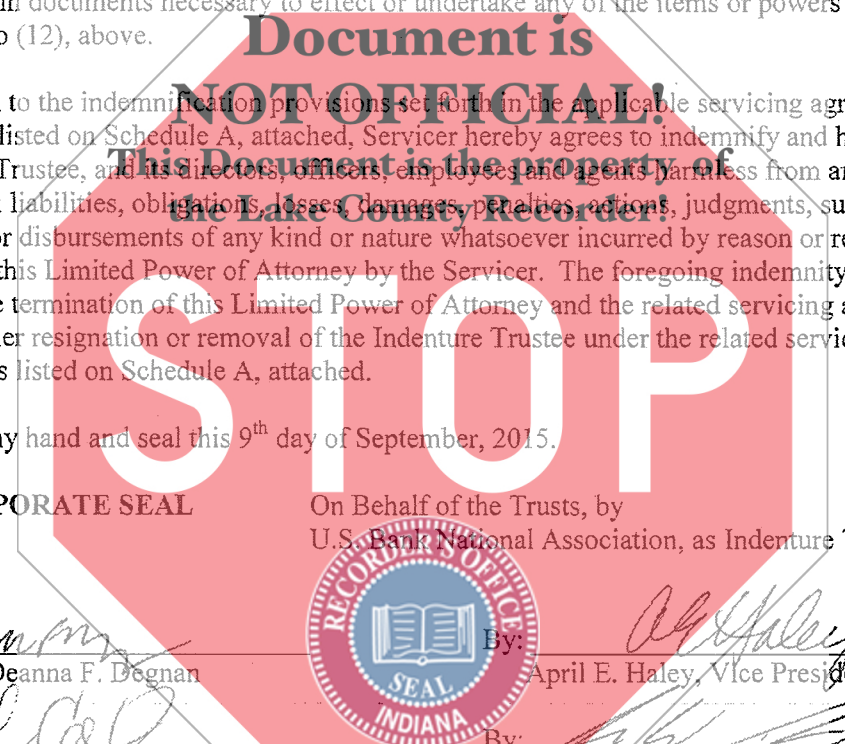 in documents necessary to effect or undertake any of the items or powers
o (12), above.
Document is
NOT OFFICIAL!
This Document is the property of
the Lake County Recorder!
to the indemnification provisions set forth in the applicable servicing agr
listed on Schedule A, attached, Servicer hereby agrees to indemnify and h
Trustee, and its directors, officers, employees and agents harmless from an
liabilities, obligations, losses, damages, penalties, actions, judgments, su
or disbursements of any kind or nature whatsoever incurred by reason or re
this Limited Power of Attorney by the Servicer. The foregoing indemnity
e termination of this Limited Power of Attorney and the related servicing a
er resignation or removal of the Indenture Trustee under the related servic
s listed on Schedule A, attached.
STOP
ny hand and seal this 9th day of September, 2015.
PORATE SEAL
On Behalf of the Trusts, by
U.S. Bank National Association, as Indenture T
RECORDER'S OFFICE
SEAL
INDIANA
By:
Deanna F. Degnan
April E. Haley, Vice Presid
By: